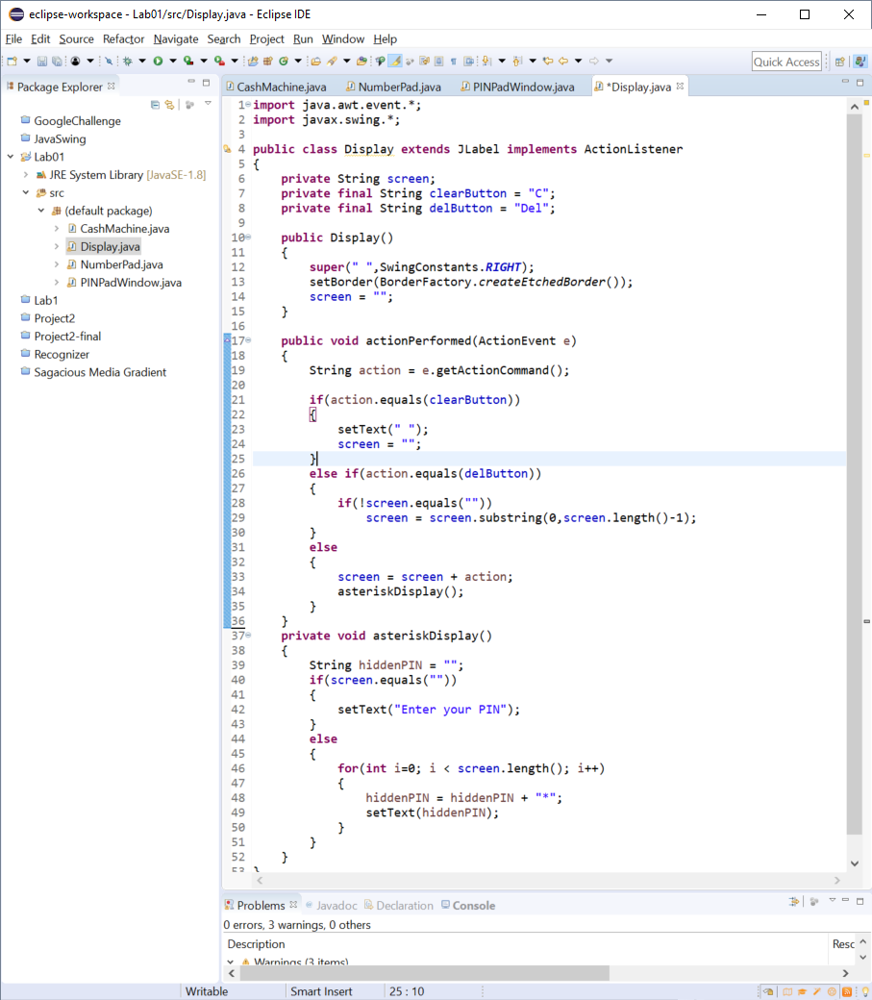 eclipse-workspace - Lab01/src/Display.java - Eclipse IDE
File Edit Source Refactor Navigate Search Project Run Window Help
Quick Access
Package Explorer
GoogleChallenge
JavaSwing
Lab01
JRE System Library [JavaSE-1.8]
src
(default package)
CashMachine.java
Display.java
NumberPad.java
PINPadWindow.java
Lab1
Project2
Project2-final
Recognizer
Sagacious Media Gradient
CashMachine.java NumberPad.java PINPadWindow.java *Display.java
1 import java.awt.event.*;
2 import javax.swing.*;
3
4 public class Display extends JLabel implements ActionListener
5 {
6     private String screen;
7     private final String clearButton = "C";
8     private final String delButton = "Del";
9
10     public Display()
11     {
12         super(" ",SwingConstants.RIGHT);
13         setBorder(BorderFactory.createEtchedBorder());
14         screen = "";
15     }
16
17     public void actionPerformed(ActionEvent e)
18     {
19         String action = e.getActionCommand();
20
21         if(action.equals(clearButton))
22         {
23             setText(" ");
24             screen = "";
25         }
26         else if(action.equals(delButton))
27         {
28             if(!screen.equals(""))
29                 screen = screen.substring(0,screen.length()-1);
30         }
31         else
32         {
33             screen = screen + action;
34             asteriskDisplay();
35         }
36     }
37     private void asteriskDisplay()
38     {
39         String hiddenPIN = "";
40         if(screen.equals(""))
41         {
42             setText("Enter your PIN");
43         }
44         else
45         {
46             for(int i=0; i < screen.length(); i++)
47             {
48                 hiddenPIN = hiddenPIN + "*";
49                 setText(hiddenPIN);
50             }
51         }
52     }
53 }
Problems Javadoc Declaration Console
0 errors, 3 warnings, 0 others
Description Resc
Warnings (3 items)
Writable Smart Insert 25 : 10